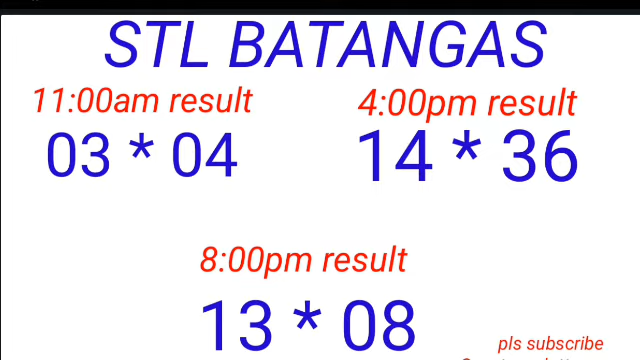 STL BATANGAS
11:00am result
4:00pm result
03 * 04
14 * 36
8:00pm result
13 * 08
pls subscribe